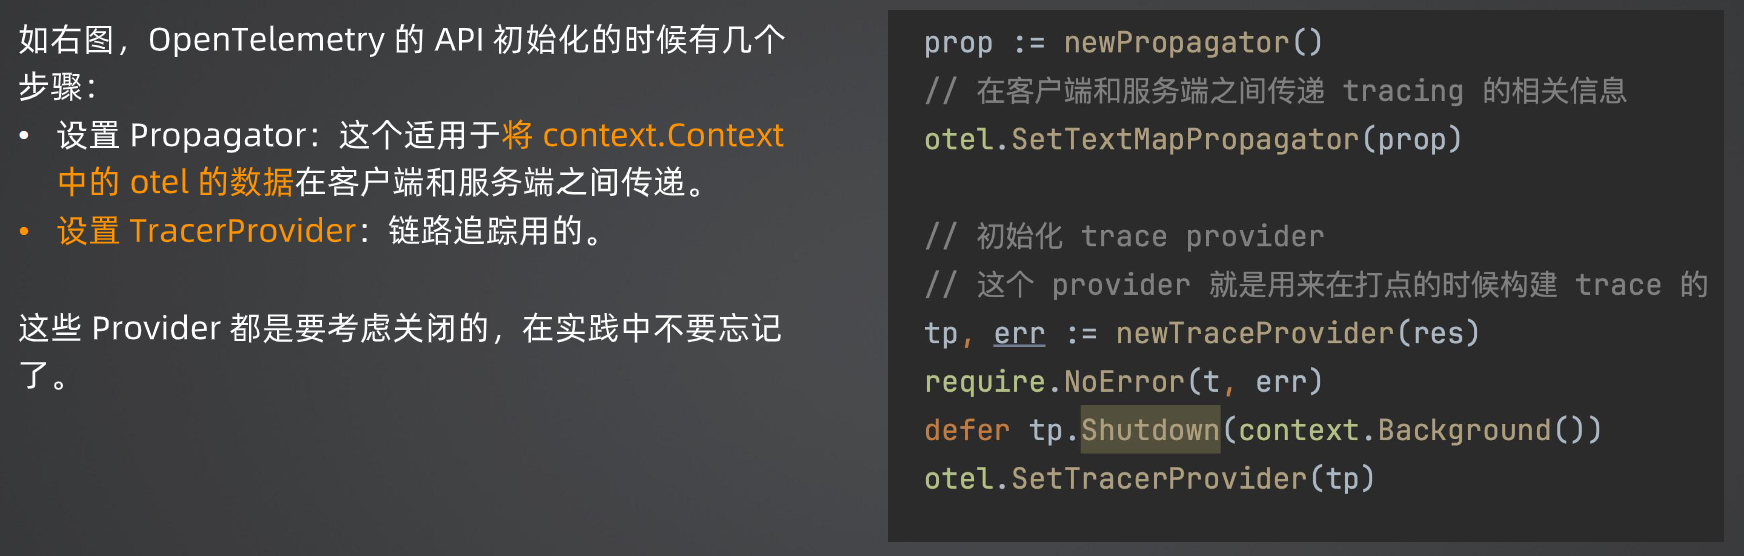 如右图，OpenTelemetry 的 API 初始化的时候有几个
步骤：
• 设置 Propagator：这个适用于将 context.Context
中的 otel 的数据在客户端和服务端之间传递。
• 设置 TracerProvider：链路追踪用的。
这些 Provider 都是要考虑关闭的，在实践中不要忘记
了。
prop := newPropagator()
// 在客户端和服务端之间传递 tracing 的相关信息
otel.SetTextMapPropagator(prop)
// 初始化 trace provider
// 这个 provider 就是用来在打点的时候构建 trace 的
tp, err := newTraceProvider(res)
require.NoError(t, err)
defer tp.Shutdown(context.Background())
otel.SetTracerProvider(tp)